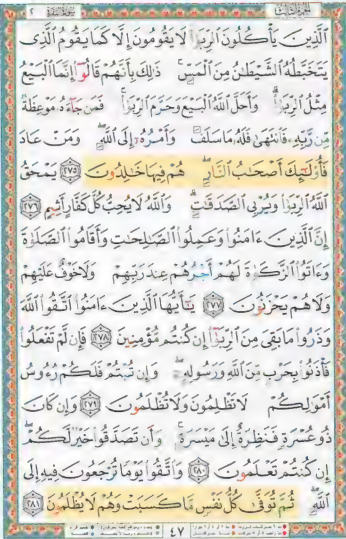 ٱلَّذِينَ يَأْكُلُونَ ٱلرِّبَوٰا۟ لَا يَقُومُونَ إِلَّا كَمَا يَقُومُ ٱلَّذِى
يَتَخَبَّطُهُ ٱلشَّيْطَـٰنُ مِنَ ٱلْمَسِّ ۚ ذَٰلِكَ بِأَنَّهُمْ قَالُوٓا۟ إِنَّمَا ٱلْبَيْعُ
مِثْلُ ٱلرِّبَوٰا۟ ۗ وَأَحَلَّ ٱللَّهُ ٱلْبَيْعَ وَحَرَّمَ ٱلرِّبَوٰا۟ ۚ فَمَن جَآءَهُۥ مَوْعِظَةٌ
مِّن رَّبِّهِۦ فَٱنتَهَىٰ فَلَهُۥ مَا سَلَفَ وَأَمْرُهُۥٓ إِلَى ٱللَّهِ ۖ وَمَنْ عَادَ
فَأُو۟لَـٰٓئِكَ أَصْحَـٰبُ ٱلنَّارِ ۖ هُمْ فِيهَا خَـٰلِدُونَ ﴿٢٧٥﴾ يَمْحَقُ
ٱللَّهُ ٱلرِّبَوٰا۟ وَيُرْبِى ٱلصَّدَقَـٰتِ ۗ وَٱللَّهُ لَا يُحِبُّ كُلَّ كَفَّارٍ أَثِيمٍ ﴿٢٧٦﴾
إِنَّ ٱلَّذِينَ ءَامَنُوا۟ وَعَمِلُوا۟ ٱلصَّـٰلِحَـٰتِ وَأَقَامُوا۟ ٱلصَّلَوٰةَ
وَءَاتَوُا۟ ٱلزَّكَوٰةَ لَهُمْ أَجْرُهُمْ عِندَ رَبِّهِمْ وَلَا خَوْفٌ عَلَيْهِمْ
وَلَا هُمْ يَحْزَنُونَ ﴿٢٧٧﴾ يَـٰٓأَيُّهَا ٱلَّذِينَ ءَامَنُوا۟ ٱتَّقُوا۟ ٱللَّهَ
وَذَرُوا۟ مَا بَقِىَ مِنَ ٱلرِّبَوٰٓا۟ إِن كُنتُم مُّؤْمِنِينَ ﴿٢٧٨﴾ فَإِن لَّمْ تَفْعَلُوا۟
فَأْذَنُوا۟ بِحَرْبٍ مِّنَ ٱللَّهِ وَرَسُولِهِۦ ۖ وَإِن تُبْتُمْ فَلَكُمْ رُءُوسُ
أَمْوَٰلِكُمْ لَا تَظْلِمُونَ وَلَا تُظْلَمُونَ ﴿٢٧٩﴾ وَإِن كَانَ
ذُو عُسْرَةٍ فَنَظِرَةٌ إِلَىٰ مَيْسَرَةٍ ۚ وَأَن تَصَدَّقُوا۟ خَيْرٌ لَّكُمْ ۖ
إِن كُنتُمْ تَعْلَمُونَ ﴿٢٨٠﴾ وَٱتَّقُوا۟ يَوْمًا تُرْجَعُونَ فِيهِ إِلَى
ٱللَّهِ ۖ ثُمَّ تُوَفَّىٰ كُلُّ نَفْسٍ مَّا كَسَبَتْ وَهُمْ لَا يُظْلَمُونَ ﴿٢٨١﴾
٤٧